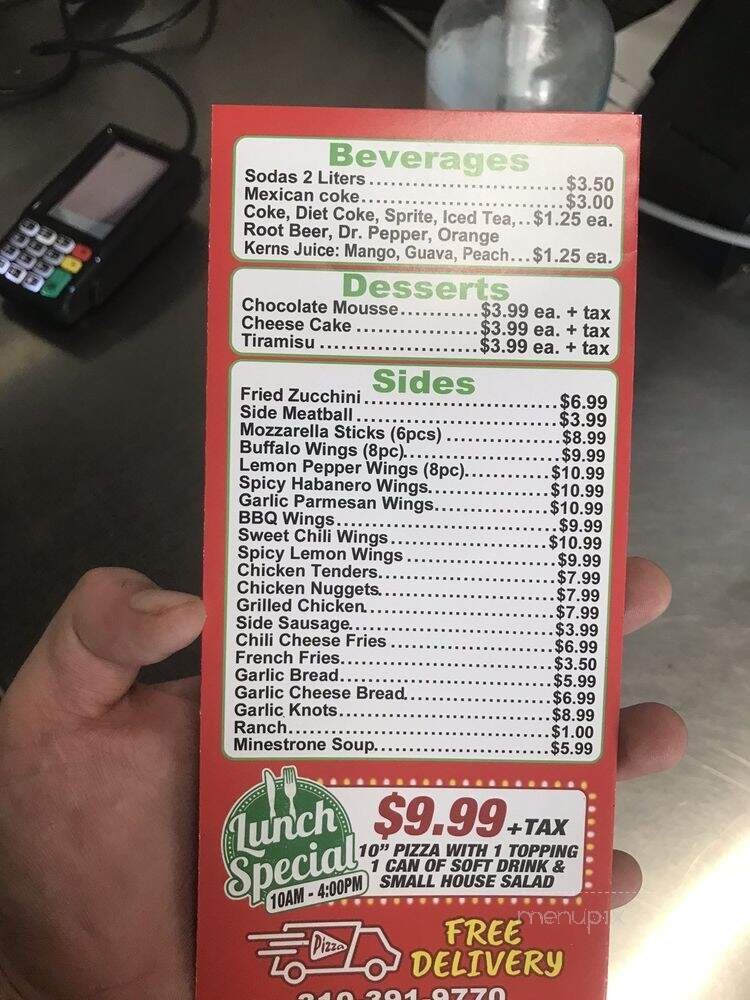 Beverages
Sodas 2 Liters..............................$3.50
Mexican coke................................$3.00
Coke, Diet Coke, Sprite, Iced Tea,..$1.25 ea.
Root Beer, Dr. Pepper, Orange
Kerns Juice: Mango, Guava, Peach...$1.25 ea.
Desserts
Chocolate Mousse............$3.99 ea. + tax
Cheese Cake ..................$3.99 ea. + tax
Tiramisu ........................$3.99 ea. + tax
Sides
Fried Zucchini.............................$6.99
Side Meatball..............................$3.99
Mozzarella Sticks (6pcs) ................$8.99
Buffalo Wings (8pc).......................$9.99
Lemon Pepper Wings (8pc).............$10.99
Spicy Habanero Wings...................$10.99
Garlic Parmesan Wings..................$10.99
BBQ Wings.................................$9.99
Sweet Chili Wings........................$10.99
Spicy Lemon Wings......................$9.99
Chicken Tenders..........................$7.99
Chicken Nuggets..........................$7.99
Grilled Chicken............................$7.99
Side Sausage..............................$3.99
Chili Cheese Fries ........................$6.99
French Fries................................$3.50
Garlic Bread................................$5.99
Garlic Cheese Bread......................$6.99
Garlic Knots................................$8.99
Ranch.......................................$1.00
Minestrone Soup..........................$5.99
Lunch
Special
10AM - 4:00PM
$9.99 +TAX
10” PIZZA WITH 1 TOPPING
1 CAN OF SOFT DRINK &
SMALL HOUSE SALAD
Pizza
FREE
DELIVERY
310 391-9770